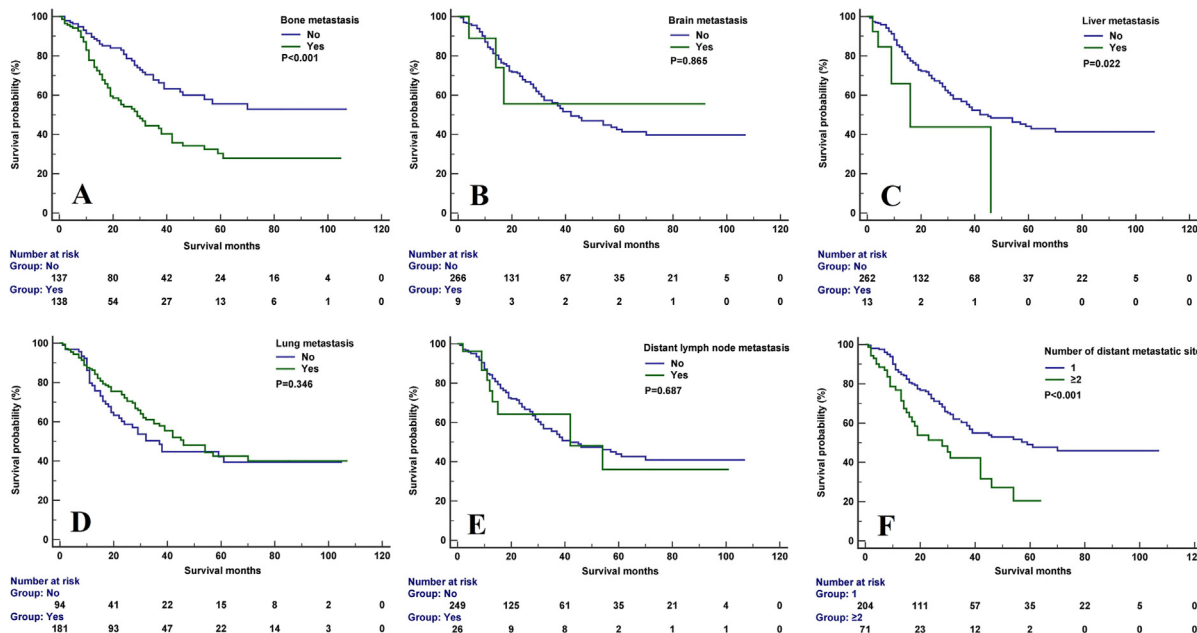 Bone metastasis
No
Yes
P<0.001
Survival probability (%)
100
80
60
40
20
0
A
0 20 40 60 80 100 120
Survival months
Number at risk
Group: No
137 80 42 24 16 4 0
Group: Yes
138 54 27 13 6 1 0
Brain metastasis
No
Yes
P=0.865
Survival probability (%)
100
80
60
40
20
0
B
0 20 40 60 80 100 120
Survival months
Number at risk
Group: No
266 131 67 35 21 5 0
Group: Yes
9 3 2 2 1 0 0
Liver metastasis
No
Yes
P=0.022
Survival probability (%)
100
80
60
40
20
0
C
0 20 40 60 80 100 120
Survival months
Number at risk
Group: No
262 132 68 37 22 5 0
Group: Yes
13 2 1 0 0 0 0
Lung metastasis
No
Yes
P=0.346
Survival probability (%)
100
80
60
40
20
0
D
0 20 40 60 80 100 120
Survival months
Number at risk
Group: No
94 41 22 15 8 2 0
Group: Yes
181 93 47 22 14 3 0
Distant lymph node metastasis
No
Yes
P=0.687
Survival probability (%)
100
80
60
40
20
0
E
0 20 40 60 80 100 120
Survival months
Number at risk
Group: No
249 125 61 35 21 4 0
Group: Yes
26 9 8 2 1 1 0
Number of distant metastatic site
1
≥2
P<0.001
Survival probability (%)
100
80
60
40
20
0
F
0 20 40 60 80 100 120
Survival months
Number at risk
Group: 1
204 111 57 35 22 5 0
Group: ≥2
71 23 12 2 0 0 0